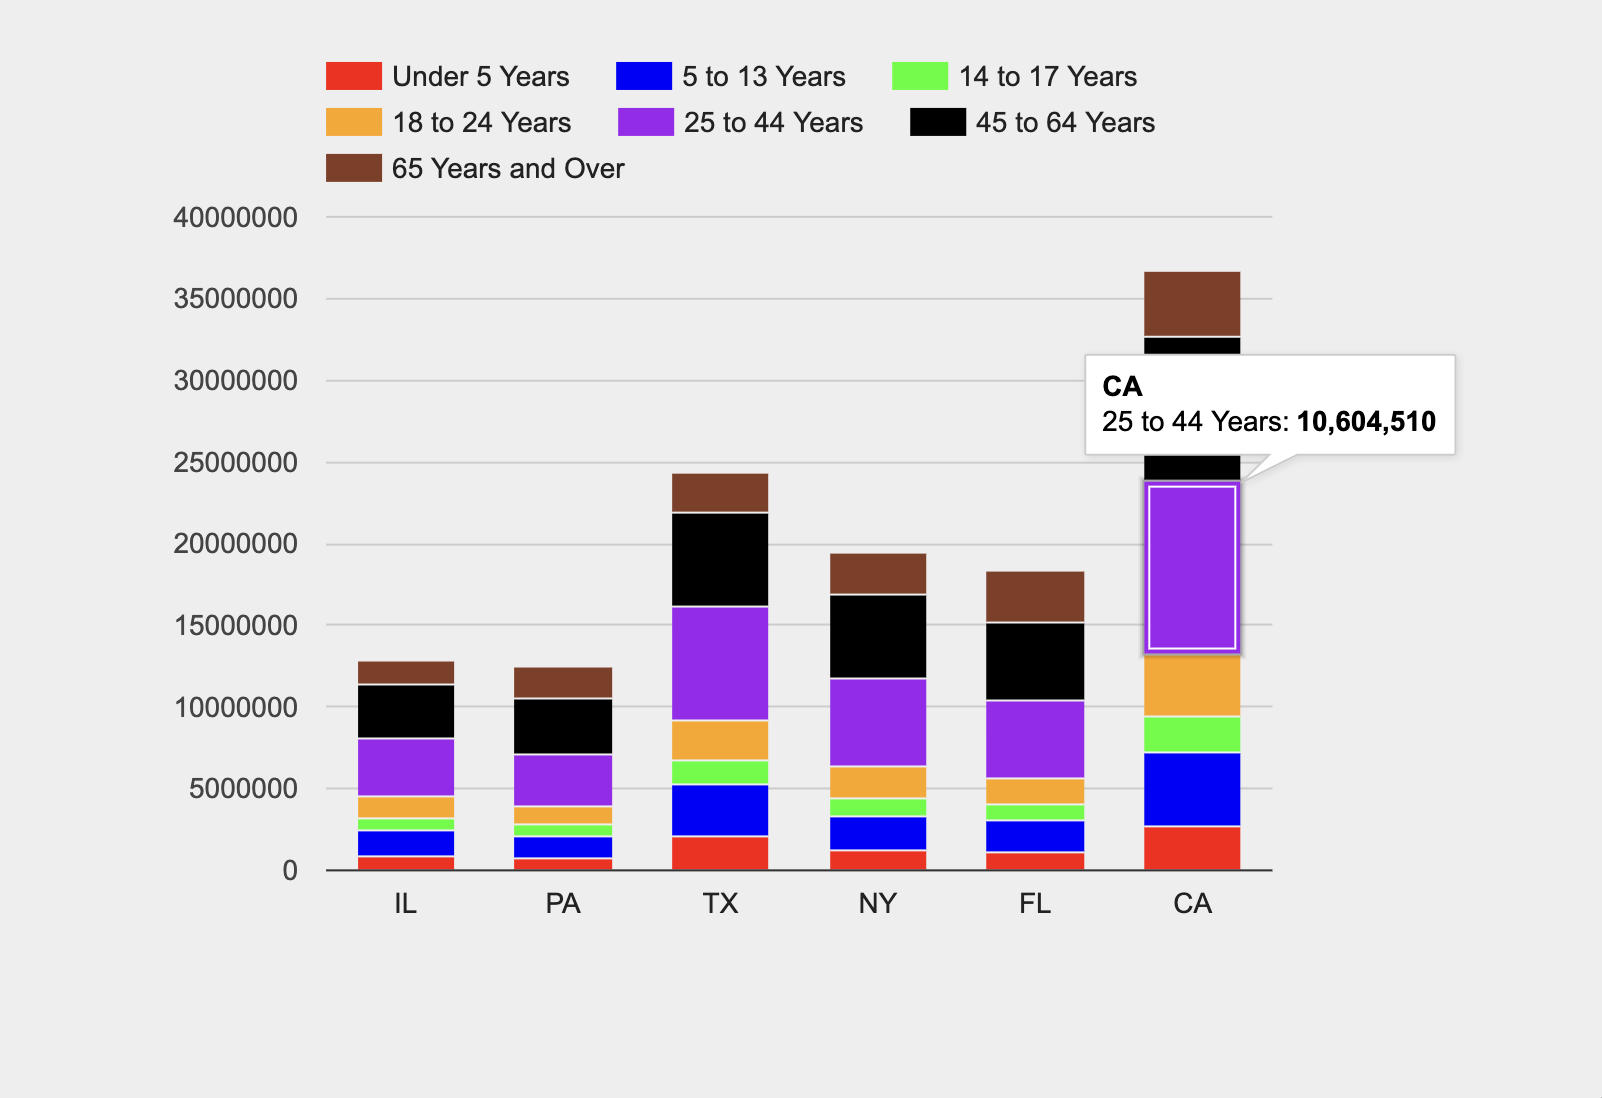 Under 5 Years 5 to 13 Years 14 to 17 Years
18 to 24 Years 25 to 44 Years 45 to 64 Years
65 Years and Over
40000000
35000000
30000000
CA
25 to 44 Years: 10,604,510
25000000
20000000
15000000
10000000
5000000
0
IL PA TX NY FL CA